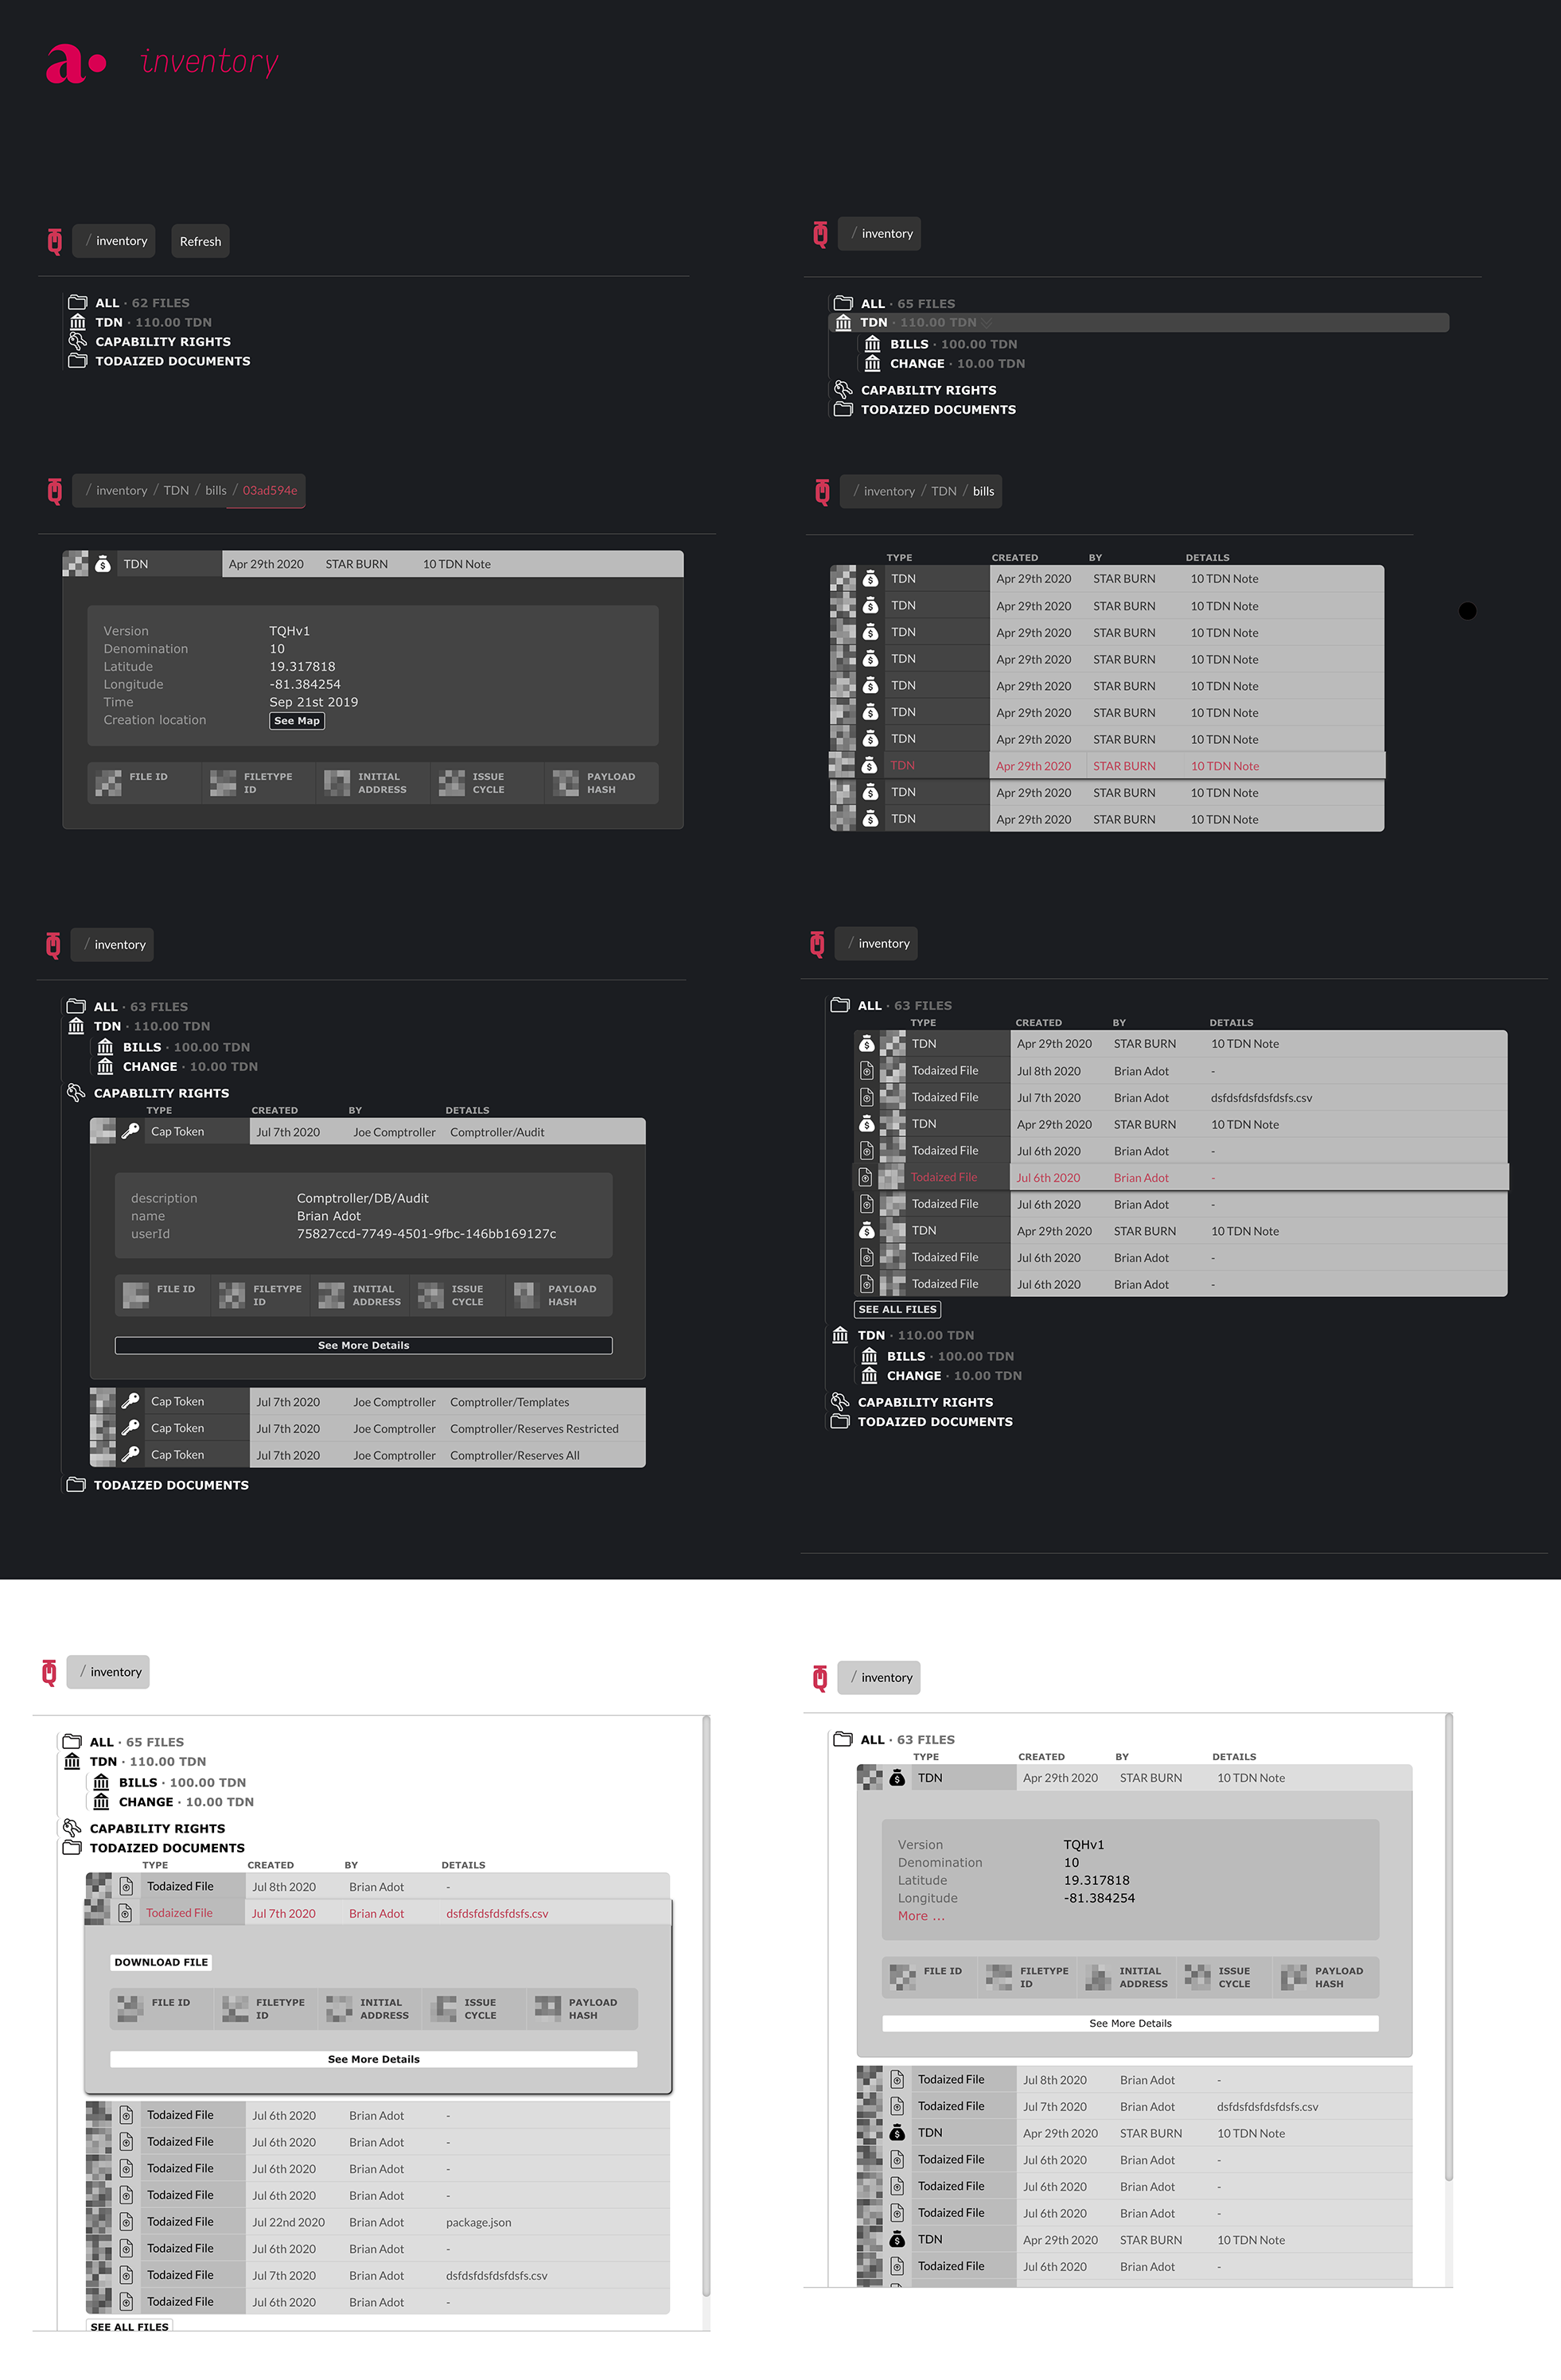 a• inventory
/ inventory Refresh
ALL · 62 FILES
TDN · 110.00 TDN
CAPABILITY RIGHTS
TODAIZED DOCUMENTS
/ inventory
ALL · 65 FILES
TDN · 110.00 TDN
BILLS · 100.00 TDN
CHANGE · 10.00 TDN
CAPABILITY RIGHTS
TODAIZED DOCUMENTS
/ inventory / TDN / bills / 03ad594e
TDN Apr 29th 2020 STAR BURN 10 TDN Note
Version TQHv1
Denomination 10
Latitude 19.317818
Longitude -81.384254
Time Sep 21st 2019
Creation location See Map
FILE ID FILETYPE ID INITIAL ADDRESS ISSUE CYCLE PAYLOAD HASH
/ inventory / TDN / bills
TYPE CREATED BY DETAILS
TDN Apr 29th 2020 STAR BURN 10 TDN Note
TDN Apr 29th 2020 STAR BURN 10 TDN Note
TDN Apr 29th 2020 STAR BURN 10 TDN Note
TDN Apr 29th 2020 STAR BURN 10 TDN Note
TDN Apr 29th 2020 STAR BURN 10 TDN Note
TDN Apr 29th 2020 STAR BURN 10 TDN Note
TDN Apr 29th 2020 STAR BURN 10 TDN Note
TDN Apr 29th 2020 STAR BURN 10 TDN Note
TDN Apr 29th 2020 STAR BURN 10 TDN Note
TDN Apr 29th 2020 STAR BURN 10 TDN Note
/ inventory
ALL · 63 FILES
TDN · 110.00 TDN
BILLS · 100.00 TDN
CHANGE · 10.00 TDN
CAPABILITY RIGHTS
TYPE CREATED BY DETAILS
Cap Token Jul 7th 2020 Joe Comptroller Comptroller/Audit
description Comptroller/DB/Audit
name Brian Adot
userId 75827ccd-7749-4501-9fbc-146bb169127c
FILE ID FILETYPE ID INITIAL ADDRESS ISSUE CYCLE PAYLOAD HASH
See More Details
Cap Token Jul 7th 2020 Joe Comptroller Comptroller/Templates
Cap Token Jul 7th 2020 Joe Comptroller Comptroller/Reserves Restricted
Cap Token Jul 7th 2020 Joe Comptroller Comptroller/Reserves All
TODAIZED DOCUMENTS
/ inventory
ALL · 63 FILES
TYPE CREATED BY DETAILS
TDN Apr 29th 2020 STAR BURN 10 TDN Note
Todaized File Jul 8th 2020 Brian Adot -
Todaized File Jul 7th 2020 Brian Adot dsfdsfdsfdsfdsfs.csv
TDN Apr 29th 2020 STAR BURN 10 TDN Note
Todaized File Jul 6th 2020 Brian Adot -
Todaized File Jul 6th 2020 Brian Adot -
Todaized File Jul 6th 2020 Brian Adot -
TDN Apr 29th 2020 STAR BURN 10 TDN Note
Todaized File Jul 6th 2020 Brian Adot -
Todaized File Jul 6th 2020 Brian Adot -
SEE ALL FILES
TDN · 110.00 TDN
BILLS · 100.00 TDN
CHANGE · 10.00 TDN
CAPABILITY RIGHTS
TODAIZED DOCUMENTS
/ inventory
ALL · 65 FILES
TDN · 110.00 TDN
BILLS · 100.00 TDN
CHANGE · 10.00 TDN
CAPABILITY RIGHTS
TODAIZED DOCUMENTS
TYPE CREATED BY DETAILS
Todaized File Jul 8th 2020 Brian Adot -
Todaized File Jul 7th 2020 Brian Adot dsfdsfdsfdsfdsfs.csv
DOWNLOAD FILE
FILE ID FILETYPE ID INITIAL ADDRESS ISSUE CYCLE PAYLOAD HASH
See More Details
Todaized File Jul 6th 2020 Brian Adot -
Todaized File Jul 6th 2020 Brian Adot -
Todaized File Jul 6th 2020 Brian Adot -
Todaized File Jul 6th 2020 Brian Adot -
Todaized File Jul 22nd 2020 Brian Adot package.json
Todaized File Jul 6th 2020 Brian Adot -
Todaized File Jul 7th 2020 Brian Adot dsfdsfdsfdsfdsfs.csv
Todaized File Jul 6th 2020 Brian Adot -
SEE ALL FILES
/ inventory
ALL · 63 FILES
TYPE CREATED BY DETAILS
TDN Apr 29th 2020 STAR BURN 10 TDN Note
Version TQHv1
Denomination 10
Latitude 19.317818
Longitude -81.384254
More ...
FILE ID FILETYPE ID INITIAL ADDRESS ISSUE CYCLE PAYLOAD HASH
See More Details
Todaized File Jul 8th 2020 Brian Adot -
Todaized File Jul 7th 2020 Brian Adot dsfdsfdsfdsfdsfs.csv
TDN Apr 29th 2020 STAR BURN 10 TDN Note
Todaized File Jul 6th 2020 Brian Adot -
Todaized File Jul 6th 2020 Brian Adot -
Todaized File Jul 6th 2020 Brian Adot -
TDN Apr 29th 2020 STAR BURN 10 TDN Note
Todaized File Jul 6th 2020 Brian Adot -